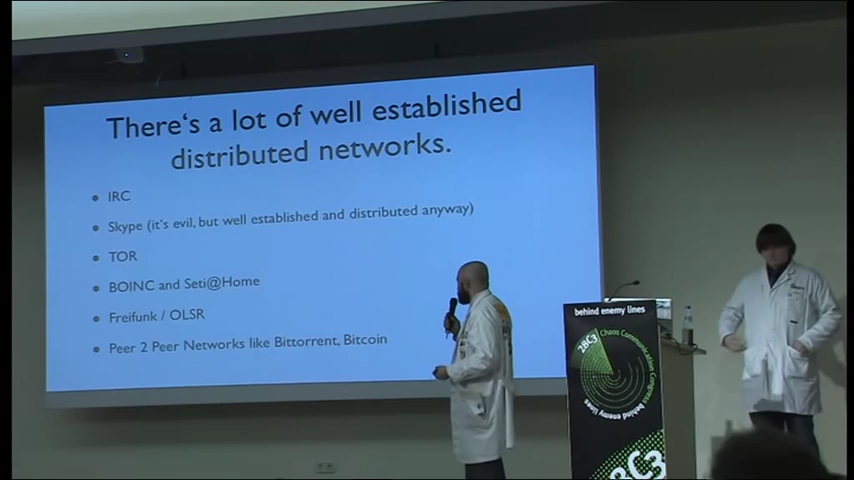 There's a lot of well established
distributed networks.
• IRC
• Skype (it's evil, but well established and distributed anyway)
• TOR
• BOINC and Seti@Home
• Freifunk / OLSR
• Peer 2 Peer Networks like Bittorrent, Bitcoin
behind enemy lines
28C3
Chaos Communication Congress
behind enemy lines
28C3